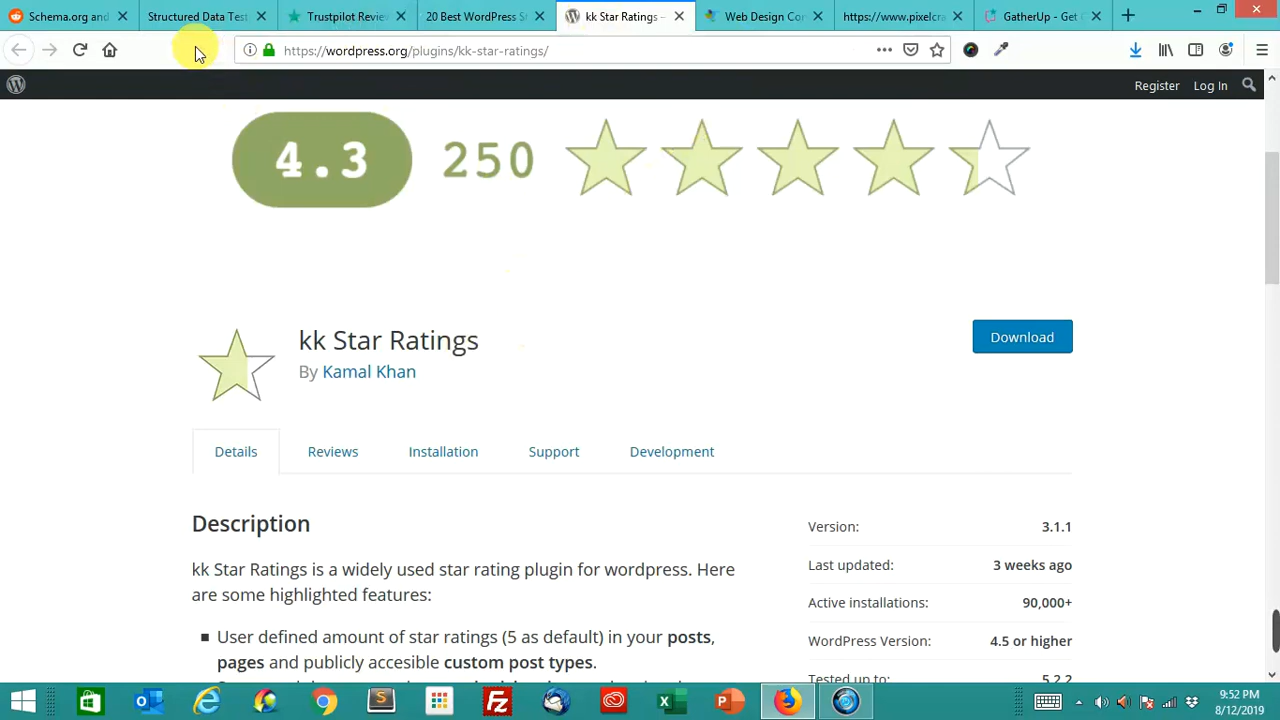 Schema.org and
Structured Data Test
Trustpilot Revie
20 Best WordPress S
kk Star Ratings –
Web Design Co
https://www.pixelcra
GatherUp - Get
https://wordpress.org/plugins/kk-star-ratings/
Register
Log In
4.3
250
kk Star Ratings
By Kamal Khan
Download
Details
Reviews
Installation
Support
Development
Description
kk Star Ratings is a widely used star rating plugin for wordpress. Here
are some highlighted features:
User defined amount of star ratings (5 as default) in your posts,
pages and publicly accesible custom post types.
Version: 3.1.1
Last updated: 3 weeks ago
Active installations: 90,000+
WordPress Version: 4.5 or higher
Tested up to: 5.2.2
9:52 PM
8/12/2019